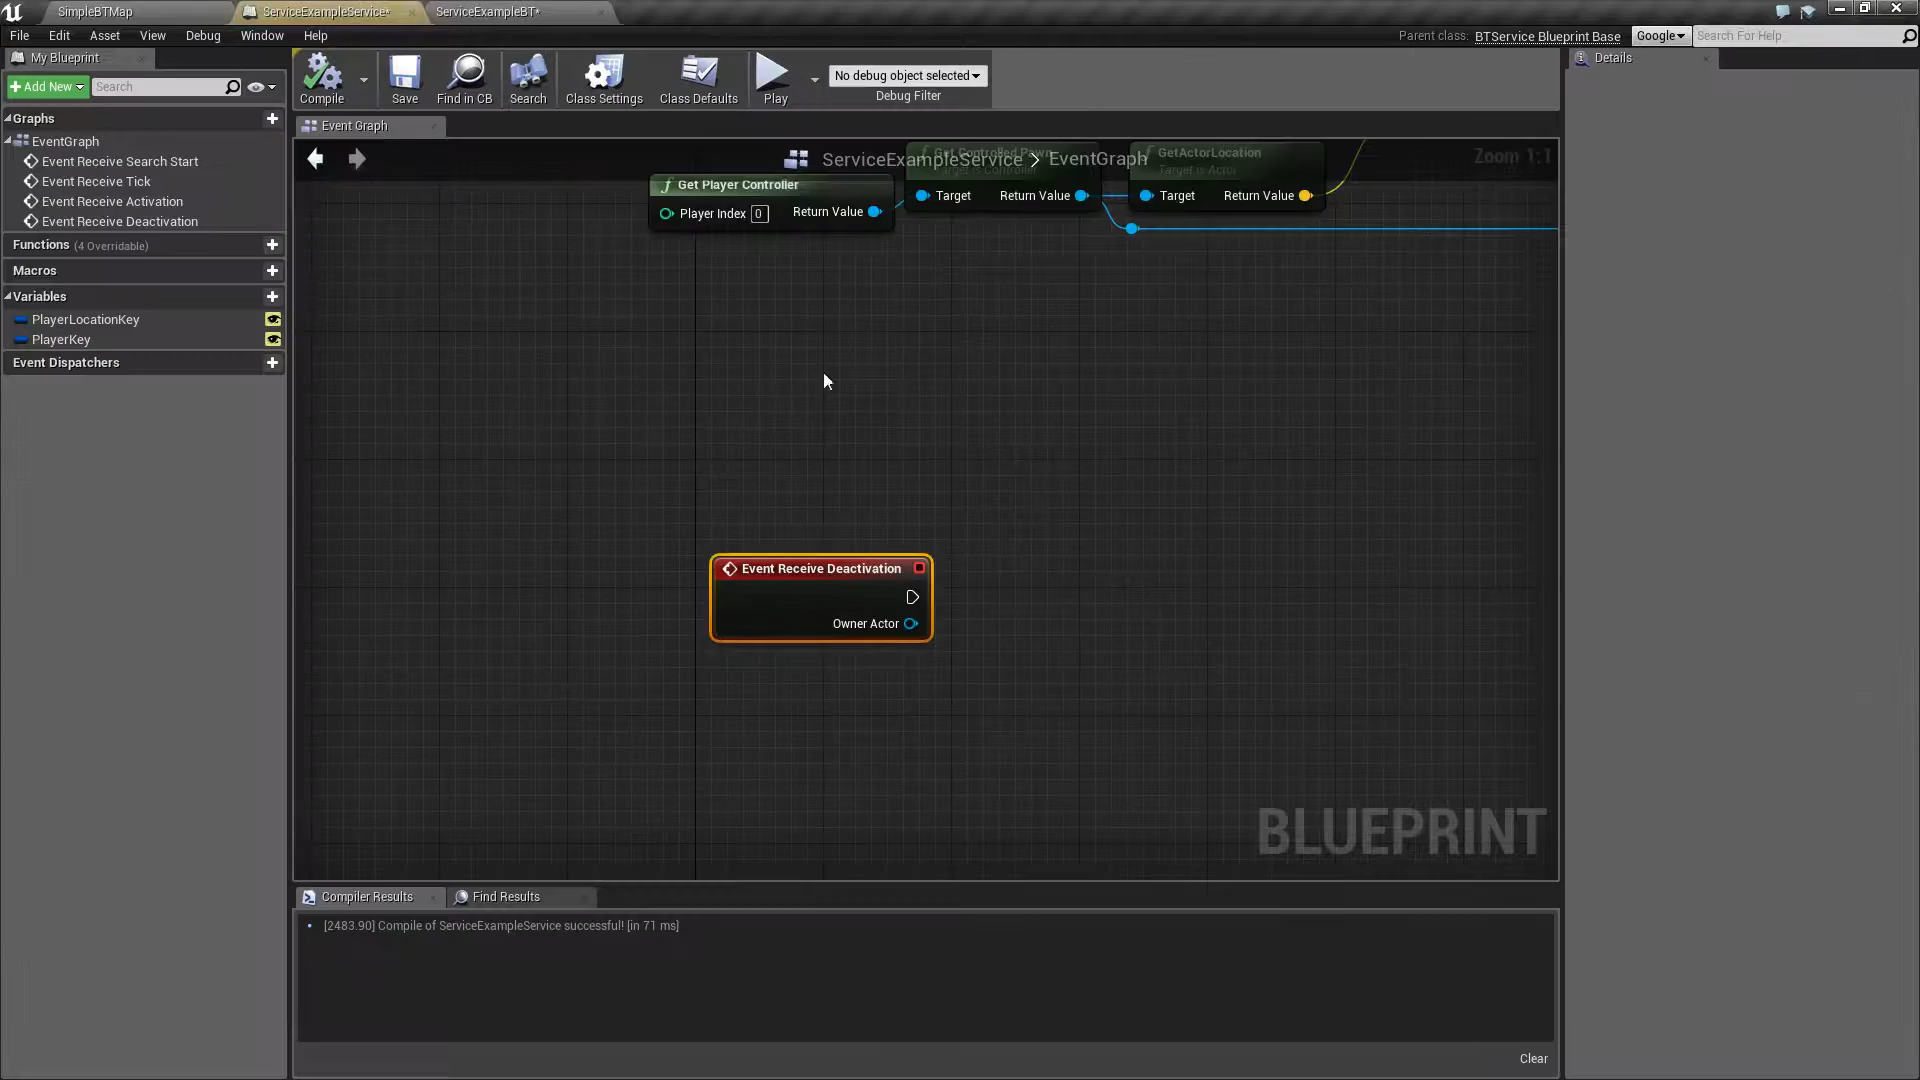 SimpleBTMap
ServiceExampleService*
ServiceExampleBT*
File Edit Asset View Debug Window Help
Parent class: BTService Blueprint Base
Google
Search For Help
My Blueprint
Add New
Search
Compile
Save
Find in CB
Search
Class Settings
Class Defaults
Play
No debug object selected
Debug Filter
Details
Graphs
EventGraph
Event Receive Search Start
Event Receive Tick
Event Receive Activation
Event Receive Deactivation
Functions (4 Overridable)
Macros
Variables
PlayerLocationKey
PlayerKey
Event Dispatchers
Event Graph
ServiceExampleService > EventGraph
Zoom 1:1
Get Player Controller
Player Index 0
Return Value
Get Controlled Pawn
Target is Controller
Target
Return Value
GetActorLocation
Target is Actor
Target
Return Value
Event Receive Deactivation
Owner Actor
BLUEPRINT
Compiler Results
Find Results
[2483.90] Compile of ServiceExampleService successful! [in 71 ms]
Clear